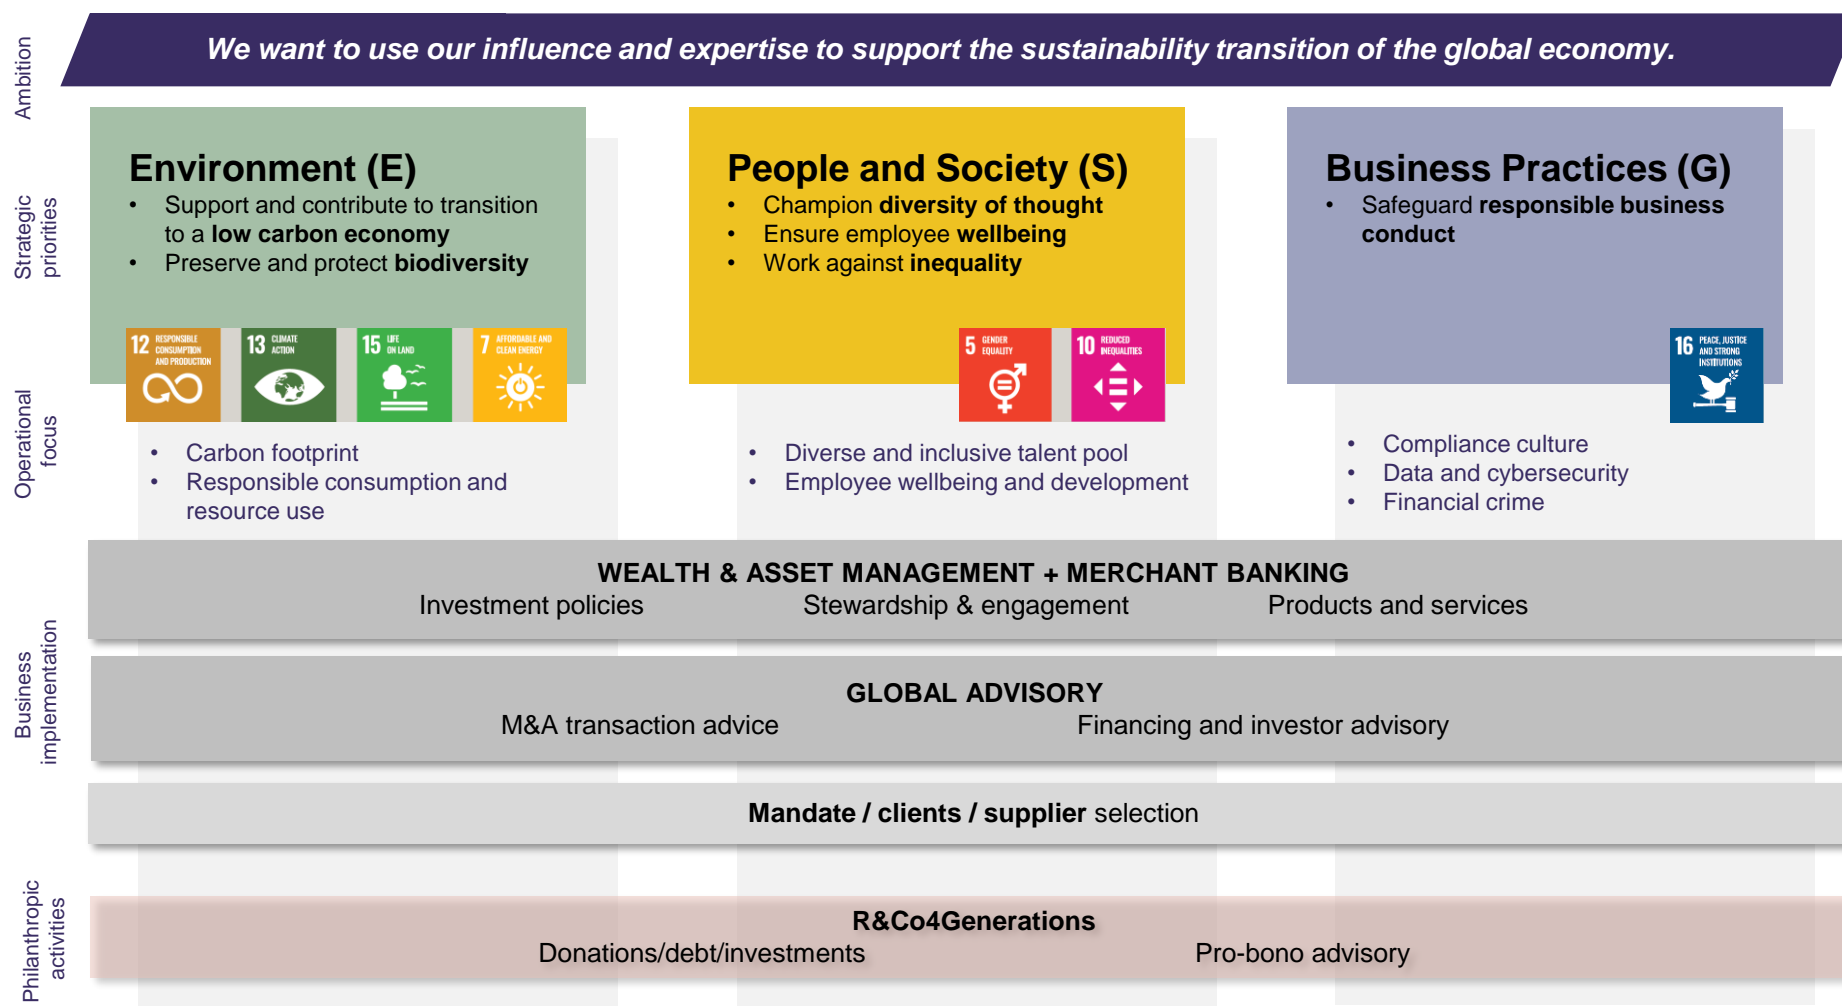 Ambition
We want to use our influence and expertise to support the sustainability transition of the global economy.
Strategic
priorities
Environment (E)
• Support and contribute to transition
to a low carbon economy
• Preserve and protect biodiversity
12 RESPONSIBLE
CONSUMPTION
AND PRODUCTION
13 CLIMATE
ACTION
15 LIFE
ON LAND
7 AFFORDABLE AND
CLEAN ENERGY
People and Society (S)
• Champion diversity of thought
• Ensure employee wellbeing
• Work against inequality
5 GENDER
EQUALITY
10 REDUCED
INEQUALITIES
Business Practices (G)
• Safeguard responsible business
conduct
16 PEACE, JUSTICE
AND STRONG
INSTITUTIONS
Operational
focus
• Carbon footprint
• Responsible consumption and
resource use
• Diverse and inclusive talent pool
• Employee wellbeing and development
• Compliance culture
• Data and cybersecurity
• Financial crime
Business
implementation
WEALTH & ASSET MANAGEMENT + MERCHANT BANKING
Investment policies Stewardship & engagement Products and services
GLOBAL ADVISORY
M&A transaction advice Financing and investor advisory
Mandate / clients / supplier selection
Philanthropic
activities
R&Co4Generations
Donations/debt/investments Pro-bono advisory